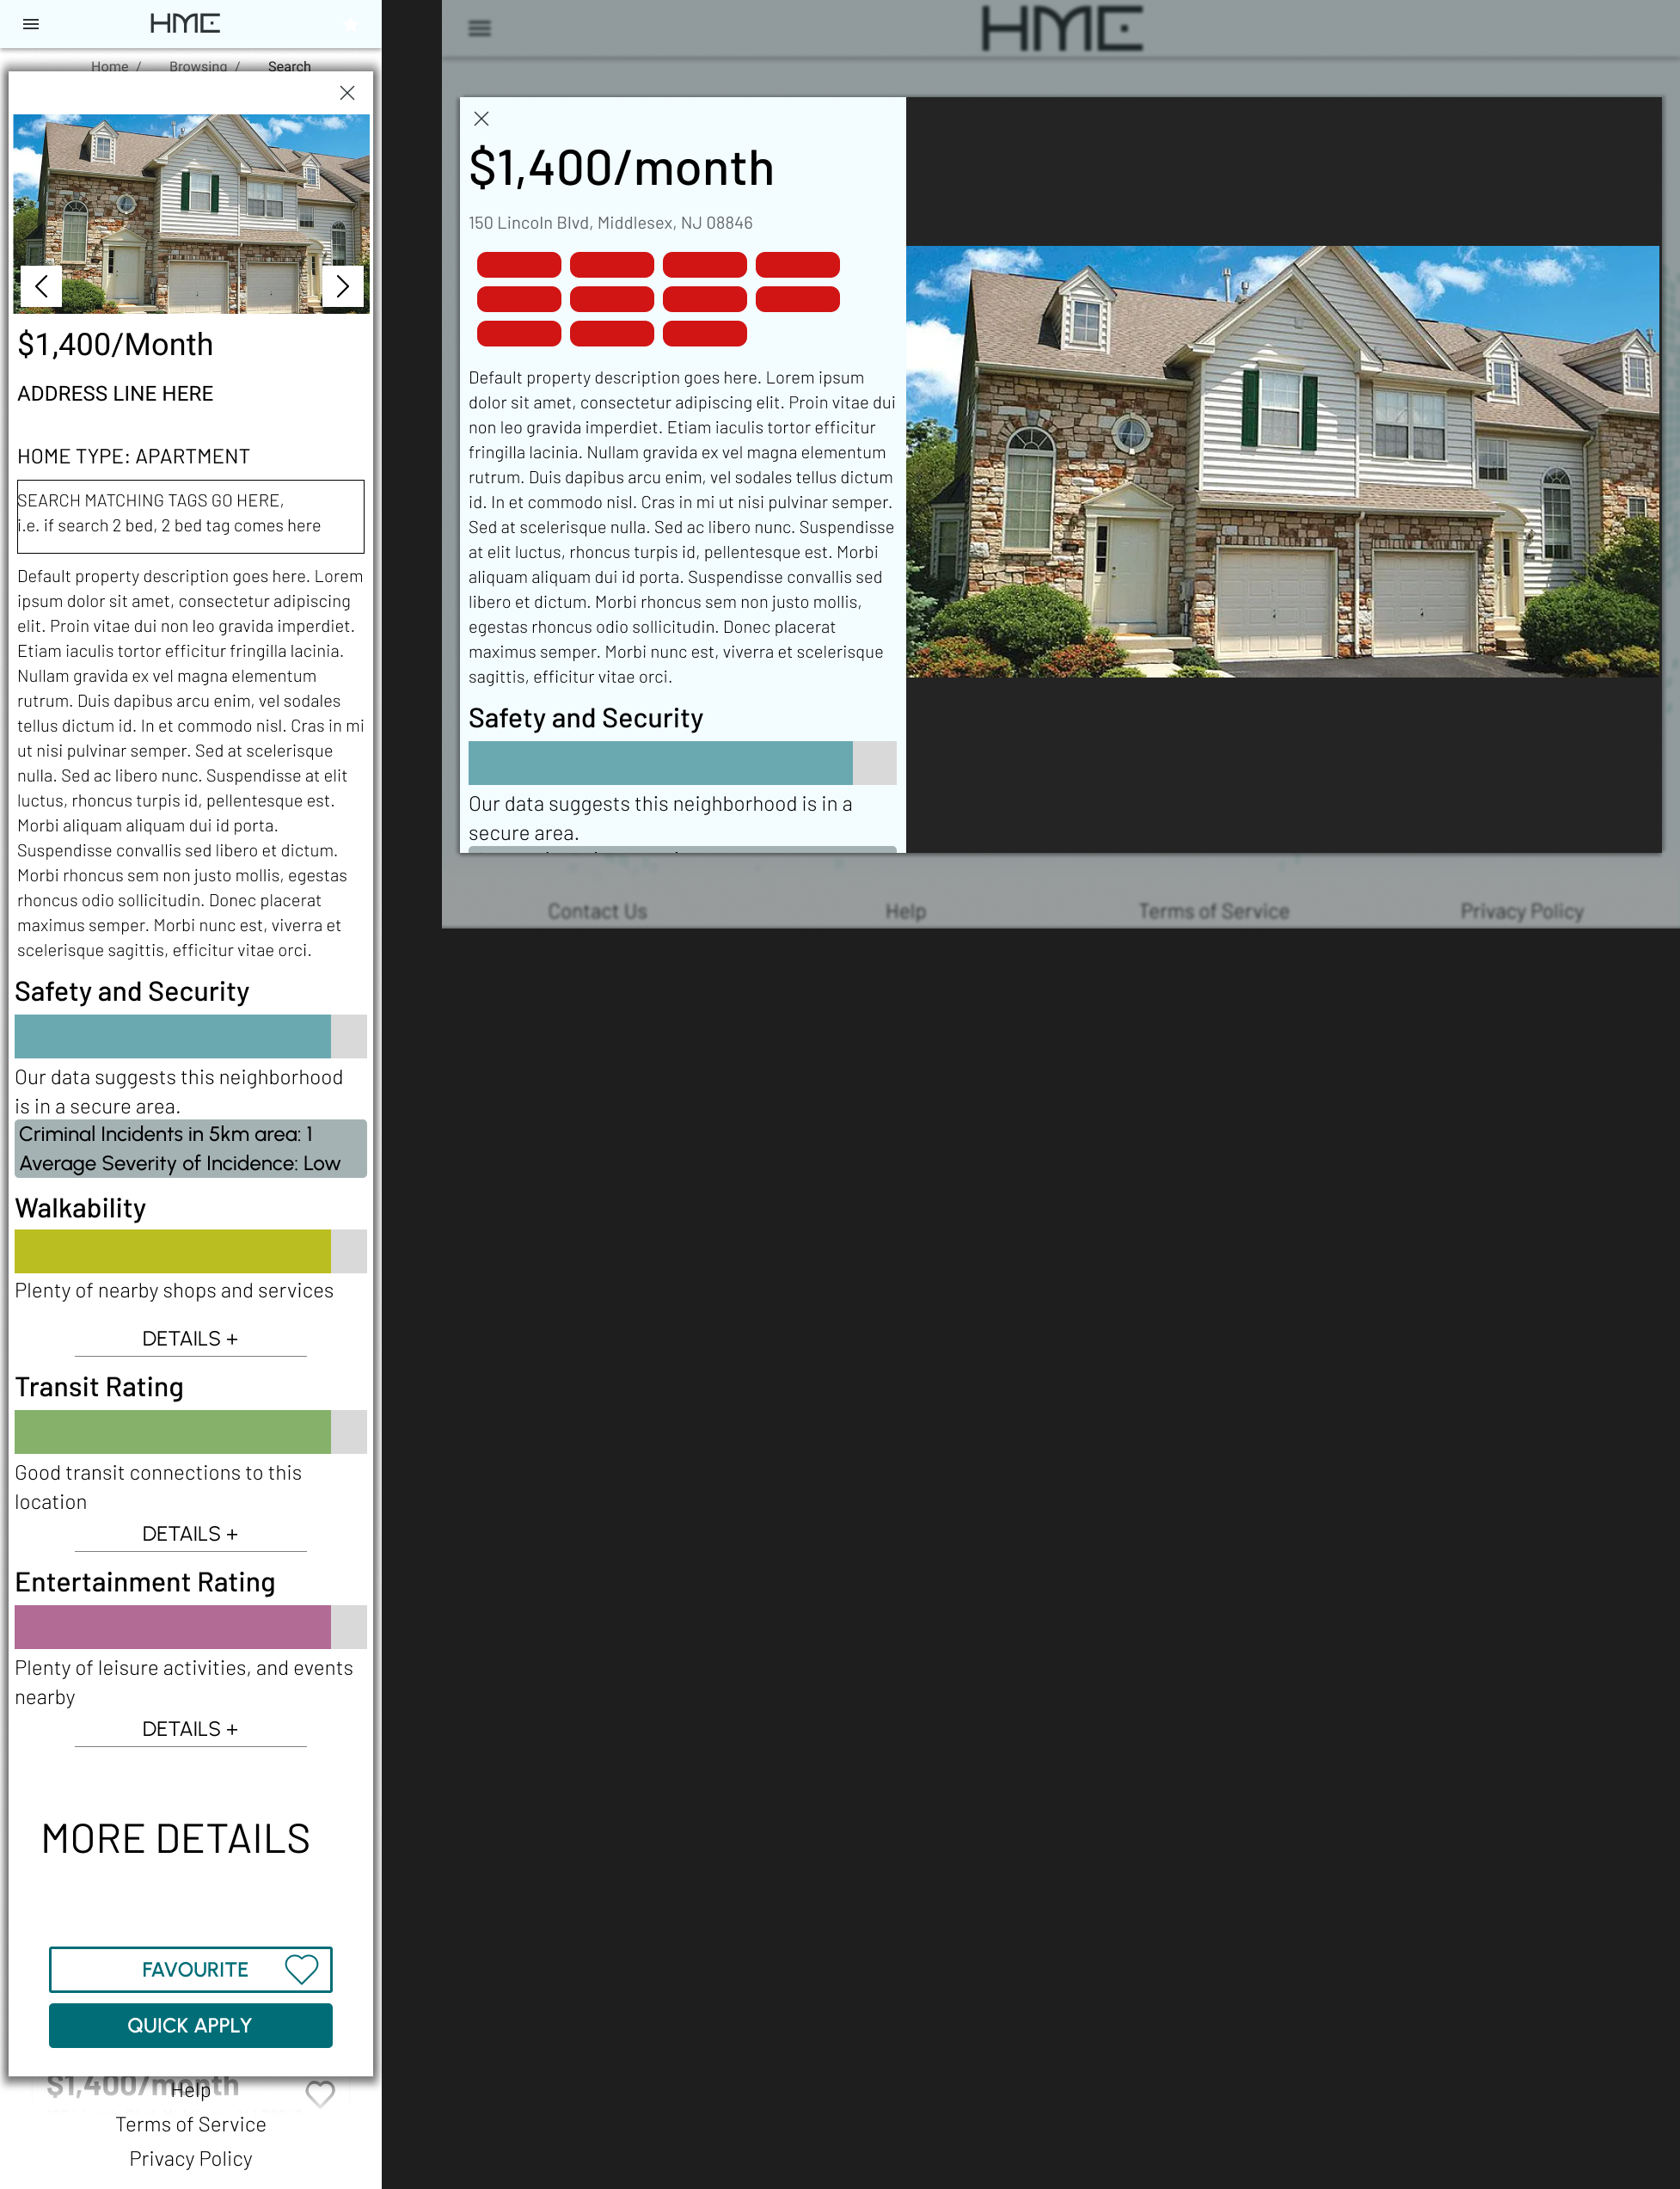 HME
Home / Browsing / Search
$1,400/Month
ADDRESS LINE HERE
HOME TYPE: APARTMENT
SEARCH MATCHING TAGS GO HERE,
i.e. if search 2 bed, 2 bed tag comes here
Default property description goes here. Lorem
ipsum dolor sit amet, consectetur adipiscing
elit. Proin vitae dui non leo gravida imperdiet.
Etiam iaculis tortor efficitur fringilla lacinia.
Nullam gravida ex vel magna elementum
rutrum. Duis dapibus arcu enim, vel sodales
tellus dictum id. In et commodo nisl. Cras in mi
ut nisi pulvinar semper. Sed at scelerisque
nulla. Sed ac libero nunc. Suspendisse at elit
luctus, rhoncus turpis id, pellentesque est.
Morbi aliquam aliquam dui id porta.
Suspendisse convallis sed libero et dictum.
Morbi rhoncus sem non justo mollis, egestas
rhoncus odio sollicitudin. Donec placerat
maximus semper. Morbi nunc est, viverra et
scelerisque sagittis, efficitur vitae orci.
Safety and Security
Our data suggests this neighborhood
is in a secure area.
Criminal Incidents in 5km area: 1
Average Severity of Incidence: Low
Walkability
Plenty of nearby shops and services
DETAILS +
Transit Rating
Good transit connections to this
location
DETAILS +
Entertainment Rating
Plenty of leisure activities, and events
nearby
DETAILS +
MORE DETAILS
FAVOURITE
QUICK APPLY
$1,400/month
Help
Terms of Service
Privacy Policy
HME
$1,400/month
150 Lincoln Blvd, Middlesex, NJ 08846
Default property description goes here. Lorem ipsum
dolor sit amet, consectetur adipiscing elit. Proin vitae dui
non leo gravida imperdiet. Etiam iaculis tortor efficitur
fringilla lacinia. Nullam gravida ex vel magna elementum
rutrum. Duis dapibus arcu enim, vel sodales tellus dictum
id. In et commodo nisl. Cras in mi ut nisi pulvinar semper.
Sed at scelerisque nulla. Sed ac libero nunc. Suspendisse
at elit luctus, rhoncus turpis id, pellentesque est. Morbi
aliquam aliquam dui id porta. Suspendisse convallis sed
libero et dictum. Morbi rhoncus sem non justo mollis,
egestas rhoncus odio sollicitudin. Donec placerat
maximus semper. Morbi nunc est, viverra et scelerisque
sagittis, efficitur vitae orci.
Safety and Security
Our data suggests this neighborhood is in a
secure area.
Contact Us
Help
Terms of Service
Privacy Policy